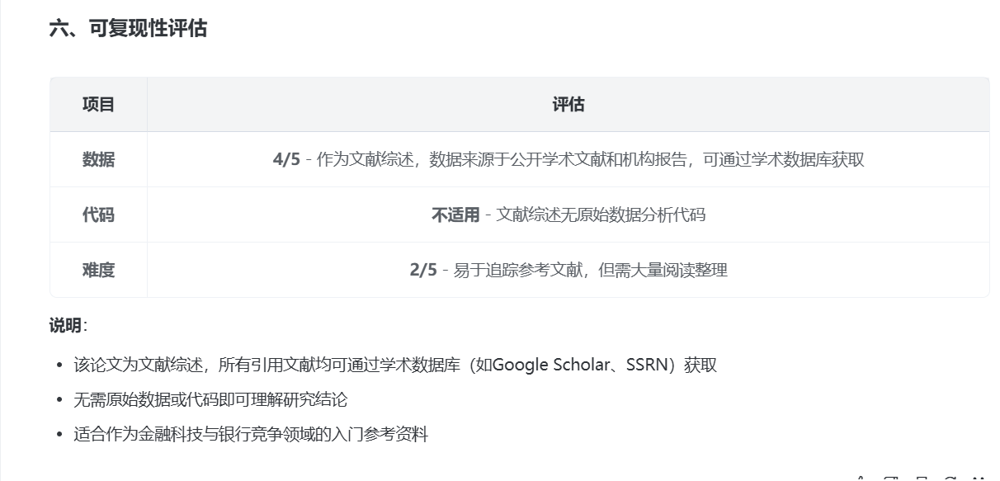 六、可复现性评估
项目 评估
数据 4/5 - 作为文献综述，数据来源于公开学术文献和机构报告，可通过学术数据库获取
代码 不适用 - 文献综述无原始数据分析代码
难度 2/5 - 易于追踪参考文献，但需大量阅读整理
说明：
• 该论文为文献综述，所有引用文献均可通过学术数据库（如Google Scholar、SSRN）获取
• 无需原始数据或代码即可理解研究结论
• 适合作为金融科技与银行竞争领域的入门参考资料